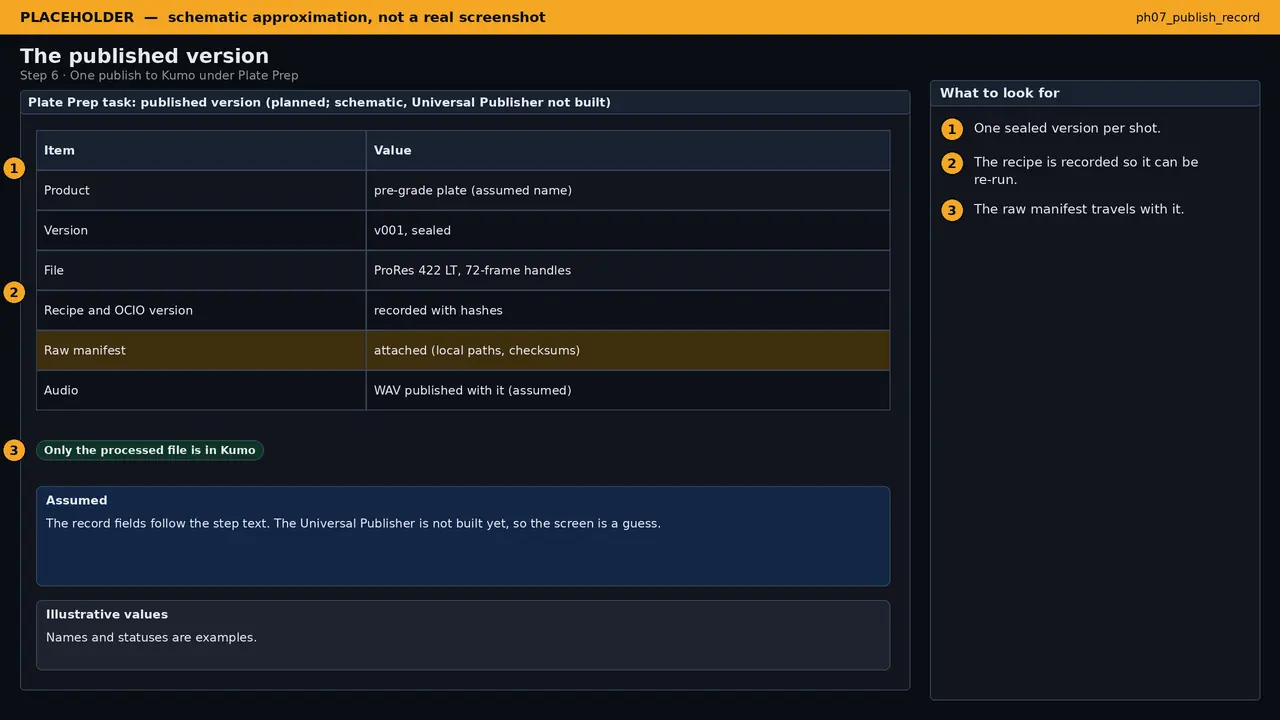 PLACEHOLDER — schematic approximation, not a real screenshot
ph07_publish_record
The published version
Step 6 · One publish to Kumo under Plate Prep
Plate Prep task: published version (planned; schematic, Universal Publisher not built)
Item Value
1
Product pre-grade plate (assumed name)
Version v001, sealed
File ProRes 422 LT, 72-frame handles
2
Recipe and OCIO version recorded with hashes
Raw manifest attached (local paths, checksums)
Audio WAV published with it (assumed)
3 Only the processed file is in Kumo
Assumed
The record fields follow the step text. The Universal Publisher is not built yet, so the screen is a guess.
Illustrative values
Names and statuses are examples.
What to look for
1 One sealed version per shot.
2 The recipe is recorded so it can be
re-run.
3 The raw manifest travels with it.